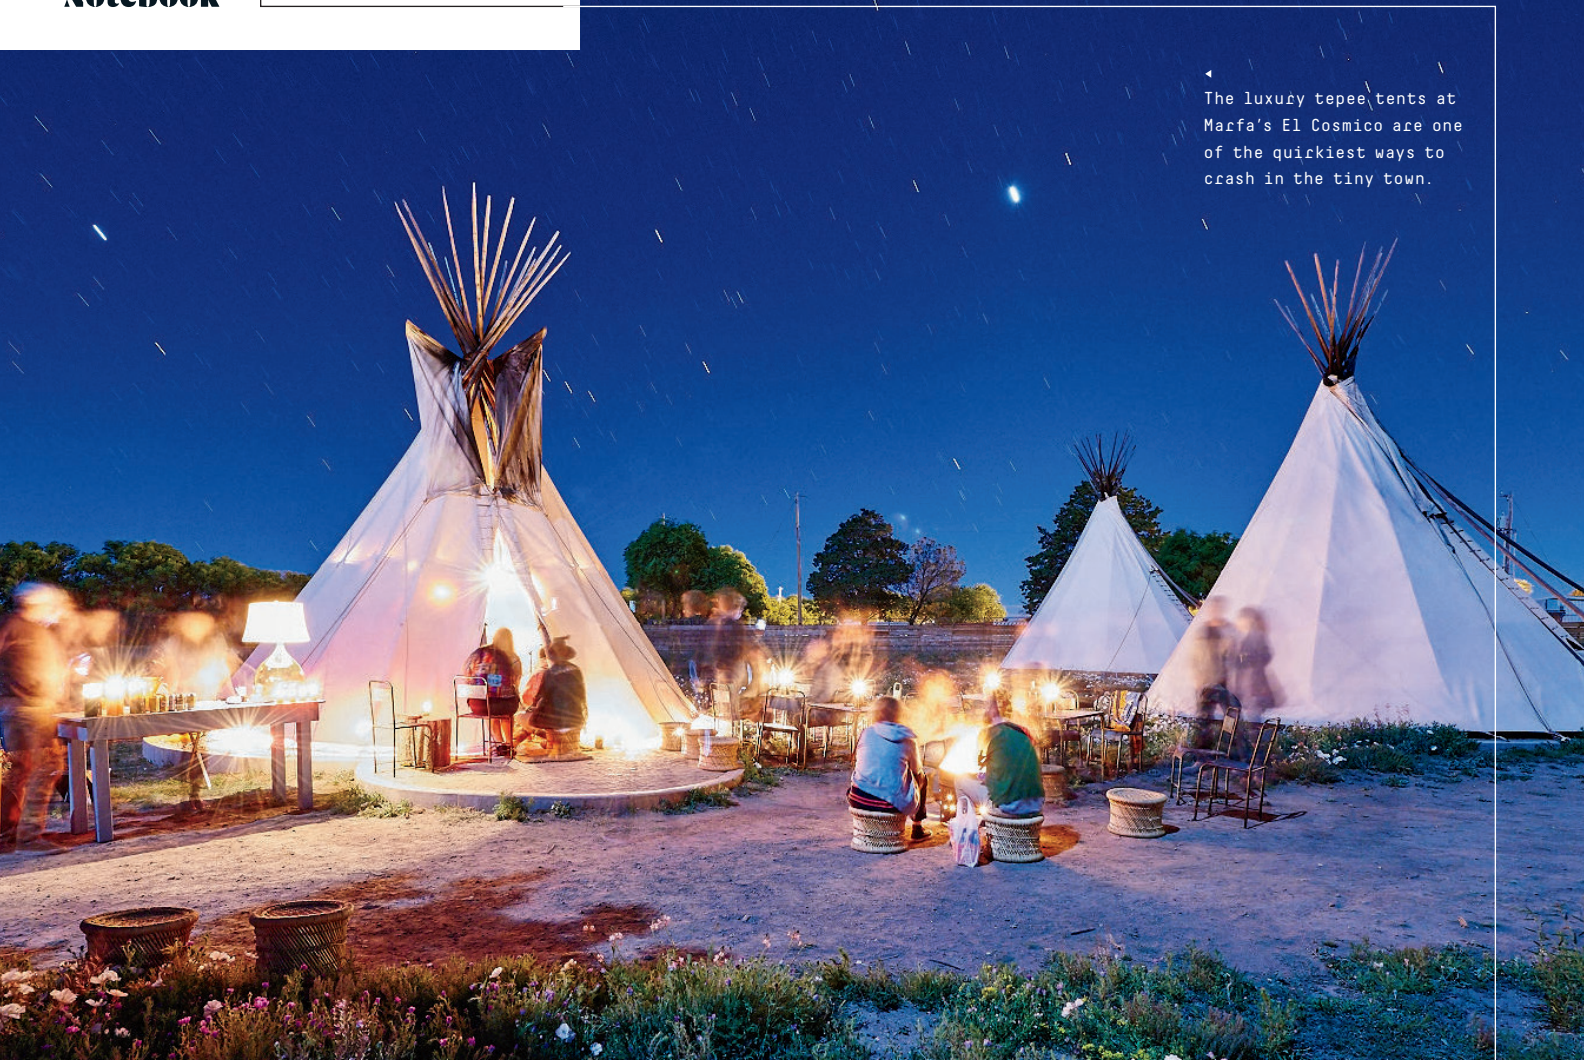 Notebook
The luxury tepee tents at
Marfa's El Cosmico are one
of the quirkiest ways to
crash in the tiny town.